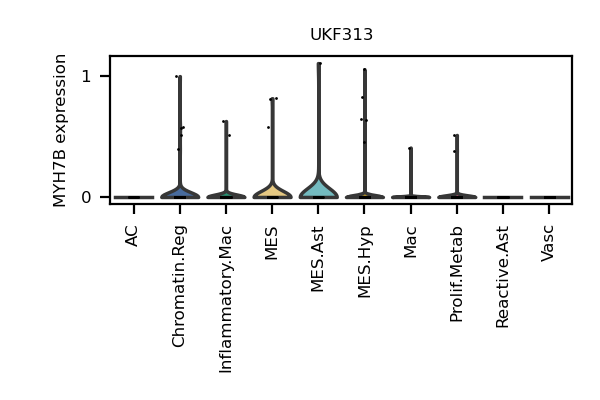 UKF313
MYH7B expression
1
0
AC
Chromatin.Reg
Inflammatory.Mac
MES
MES.Ast
MES.Hyp
Mac
Prolif.Metab
Reactive.Ast
Vasc